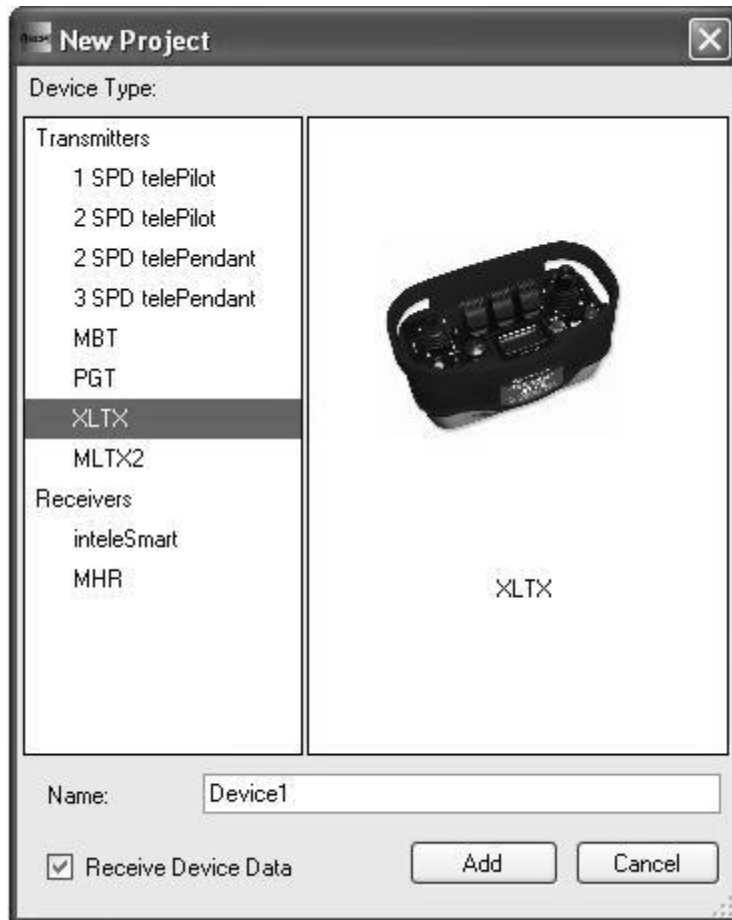 New Project
Device Type:
Transmitters
1 SPD telePilot
2 SPD telePilot
2 SPD telePendant
3 SPD telePendant
MBT
PGT
XLTX
MLTX2
Receivers
inteleSmart
MHR
XLTX
Name:
Device1
Receive Device Data
Add
Cancel